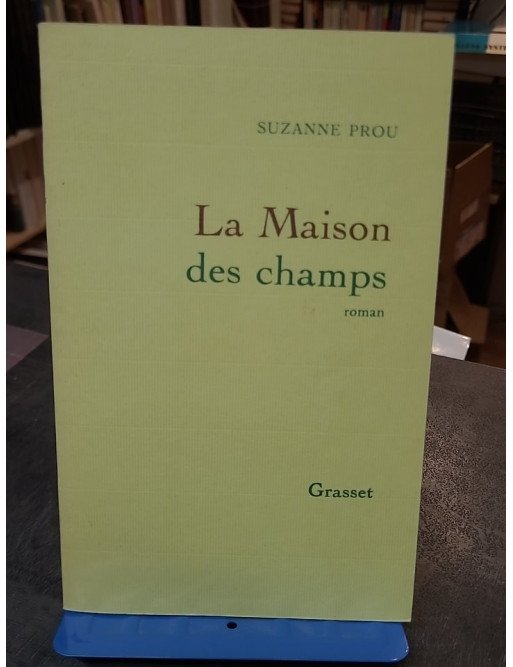 SUZANNE PROU
La Maison
des champs
roman
Grasset